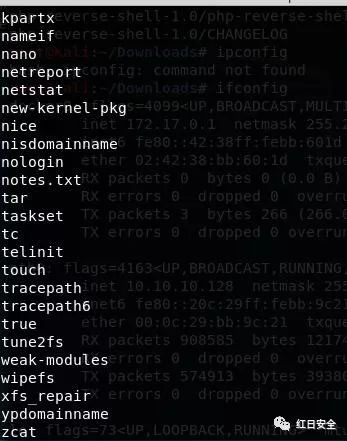 kpartx
nameif
nano
netreport
netstat
new-kernel-pkg
nice
nisdomainname
nologin
notes.txt
tar
taskset
tc
telinit
touch
tracepath
tracepath6
true
tune2fs
weak-modules
wipefs
xfs_repair
ypdomainname
zcat
reverse-shell-1.0/php-reverse-shel
reverse-shell-1.0/CHANGELOG
kali:~/Downloads# ipconfig
config: command not found
kali:~/Downloads# ifconfig
flags=4099<UP,BROADCAST,MULTI
inet 172.17.0.1 netmask 255.2
fe80::42:38ff:febb:601d
ether 02:42:38:bb:60:1d txque
RX packets 0 bytes 0 (0.0 B)
RX errors 0 dropped 0 overrun
TX packets 3 bytes 266 (266.0
TX errors 0 dropped 0 overrun
flags=4163<UP,BROADCAST,RUNNING,
inet 10.10.10.128 netmask 255
inet6 fe80::20c:29ff:febb:9c21
ether 00:0c:29:bb:9c:21 txque
RX packets 908585 bytes 12174
RX errors 0 dropped 0 overrun
TX packets 574913 bytes 39380
TX errors 0 dropped 0 overrun
flags=73<UP,LOOPBACK,RUNNING>
红日安全